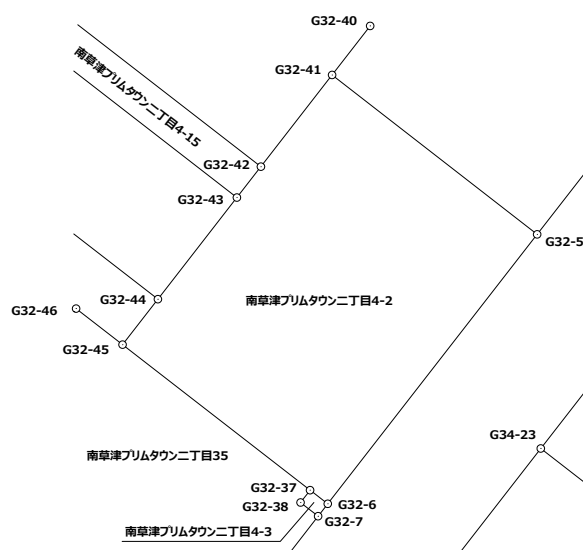 G32-40
G32-41
南草津プリムタウン二丁目4-15
G32-42
G32-43
G32-5
G32-44
南草津プリムタウン二丁目4-2
G32-46
G32-45
G34-23
南草津プリムタウン二丁目35
G32-37
G32-38
G32-6
G32-7
南草津プリムタウン二丁目4-3